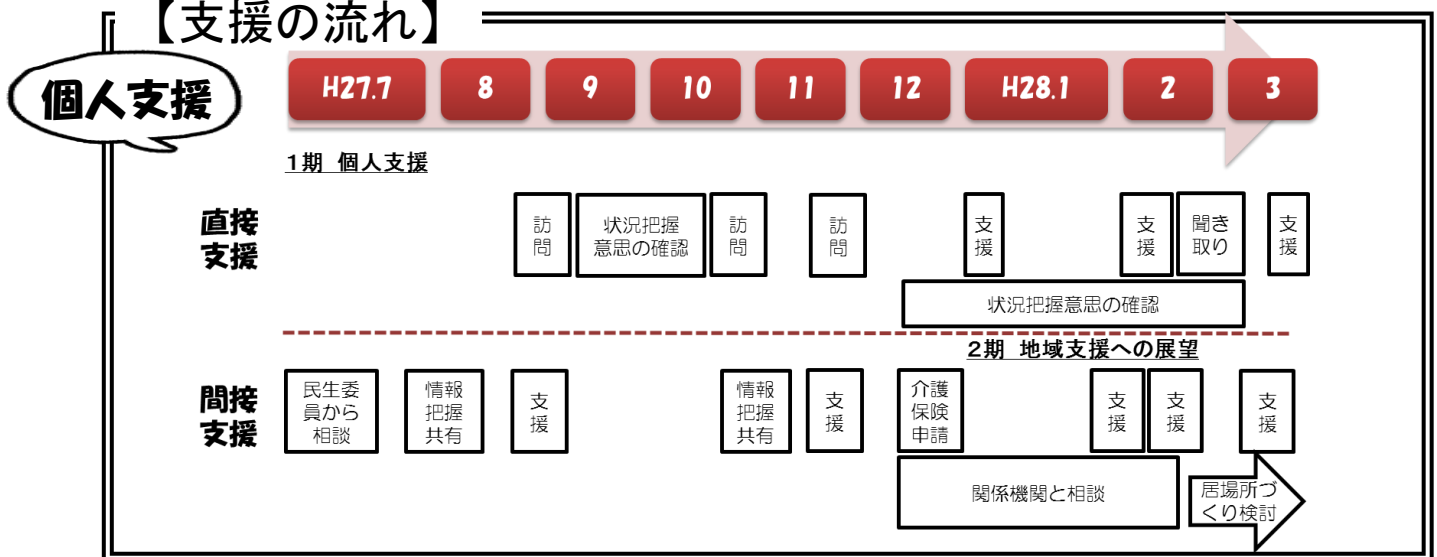 【支援の流れ】
個人支援
H27.7 8 9 10 11 12 H28.1 2 3
1期 個人支援
直接
支援
訪
問
状況把握
意思の確認
訪
問
訪
問
支
援
支
援
聞き
取り
支
援
状況把握意思の確認
2期 地域支援への展望
間接
支援
民生委
員から
相談
情報
把握
共有
支
援
情報
把握
共有
支
援
介護
保険
申請
支
援
支
援
支
援
関係機関と相談
居場所づ
くり検討